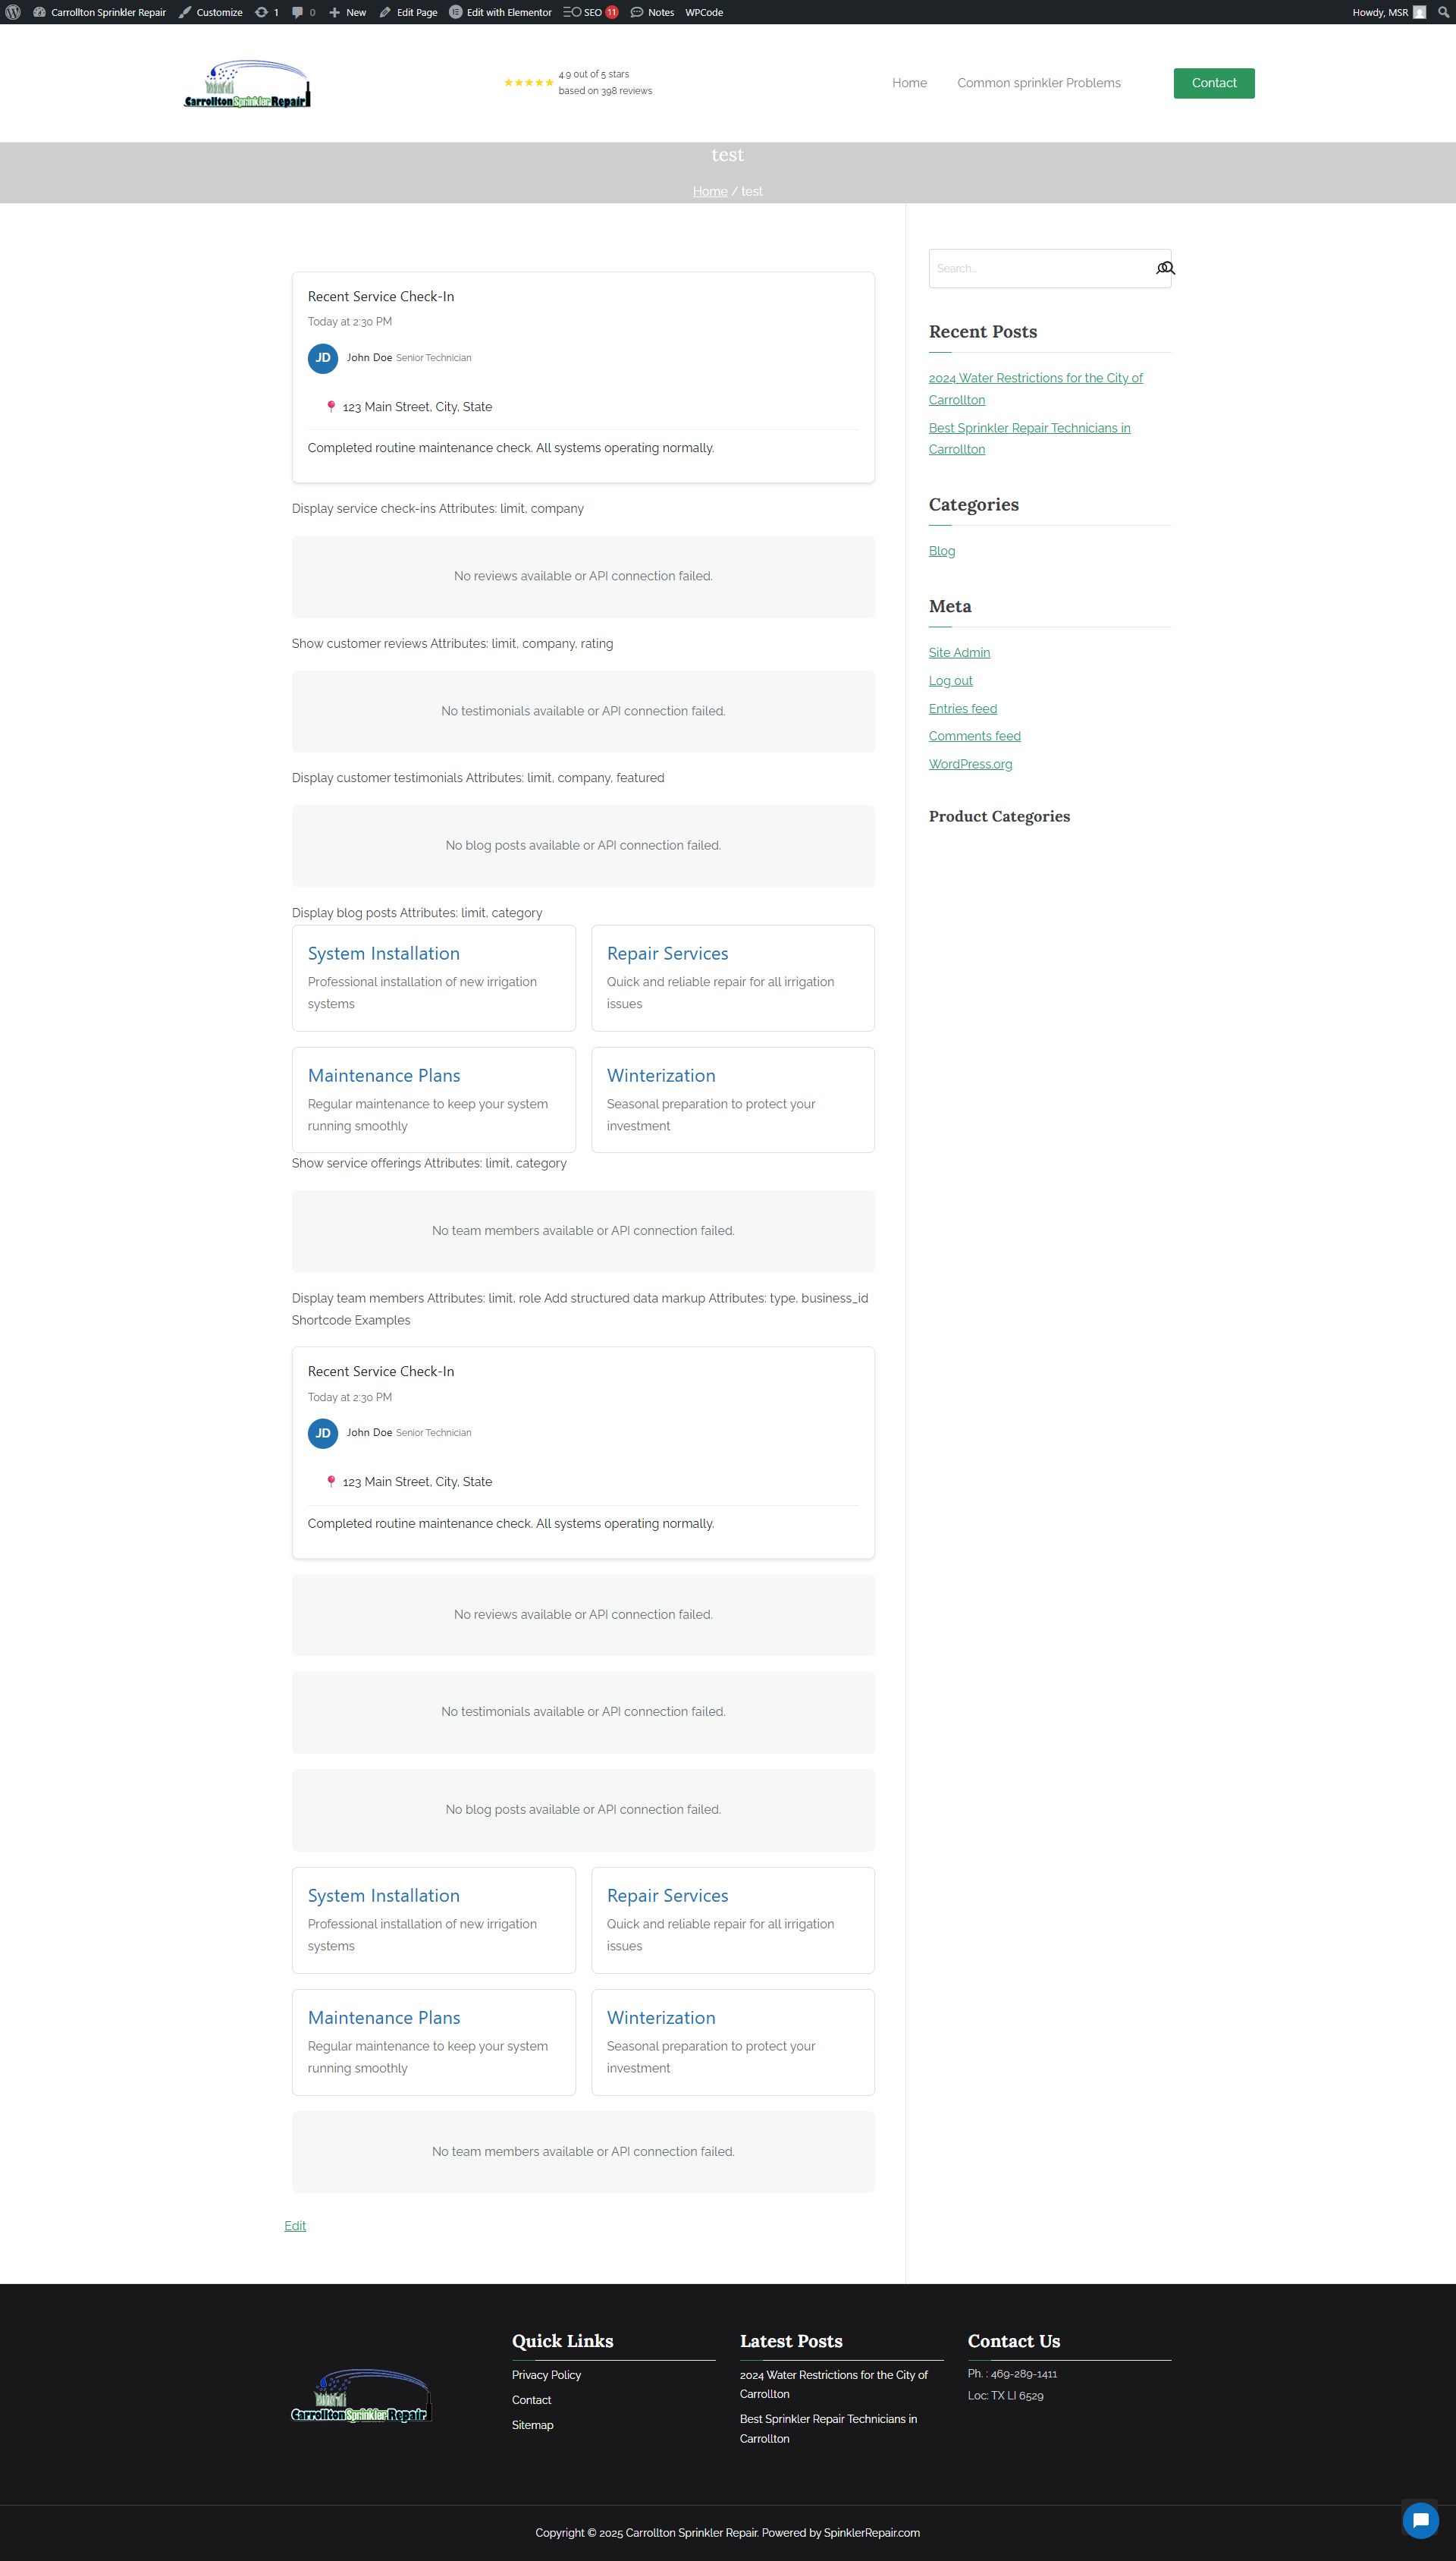 Carrollton Sprinkler Repair Customize 1 0 New Edit Page Edit with Elementor SEO 11 Notes WPCode Howdy, MSR
CarrolltonSprinklerRepair
★★★★★ 4.9 out of 5 stars
based on 398 reviews
Home Common sprinkler Problems Contact
test
Home / test
Recent Service Check-In
Today at 2:30 PM
JD John Doe Senior Technician
📍 123 Main Street, City, State
Completed routine maintenance check. All systems operating normally.
Display service check-ins Attributes: limit, company
No reviews available or API connection failed.
Show customer reviews Attributes: limit, company, rating
No testimonials available or API connection failed.
Display customer testimonials Attributes: limit, company, featured
No blog posts available or API connection failed.
Display blog posts Attributes: limit, category
System Installation
Professional installation of new irrigation
systems
Repair Services
Quick and reliable repair for all irrigation
issues
Maintenance Plans
Regular maintenance to keep your system
running smoothly
Winterization
Seasonal preparation to protect your
investment
Show service offerings Attributes: limit, category
No team members available or API connection failed.
Display team members Attributes: limit, role Add structured data markup Attributes: type, business_id
Shortcode Examples
Recent Service Check-In
Today at 2:30 PM
JD John Doe Senior Technician
📍 123 Main Street, City, State
Completed routine maintenance check. All systems operating normally.
No reviews available or API connection failed.
No testimonials available or API connection failed.
No blog posts available or API connection failed.
System Installation
Professional installation of new irrigation
systems
Repair Services
Quick and reliable repair for all irrigation
issues
Maintenance Plans
Regular maintenance to keep your system
running smoothly
Winterization
Seasonal preparation to protect your
investment
No team members available or API connection failed.
Edit
Search...
Recent Posts
2024 Water Restrictions for the City of
Carrollton
Best Sprinkler Repair Technicians in
Carrollton
Categories
Blog
Meta
Site Admin
Log out
Entries feed
Comments feed
WordPress.org
Product Categories
CarrolltonSprinklerRepair
Quick Links
Privacy Policy
Contact
Sitemap
Latest Posts
2024 Water Restrictions for the City of
Carrollton
Best Sprinkler Repair Technicians in
Carrollton
Contact Us
Ph. : 469-289-1411
Loc: TX LI 6529
Copyright © 2025 Carrollton Sprinkler Repair. Powered by SpinklerRepair.com